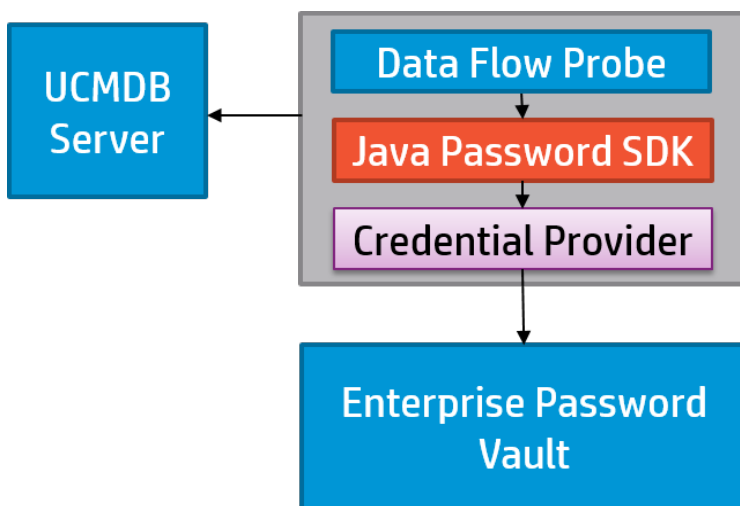 UCMDB
Server
Data Flow Probe
Java Password SDK
Credential Provider
Enterprise Password
Vault